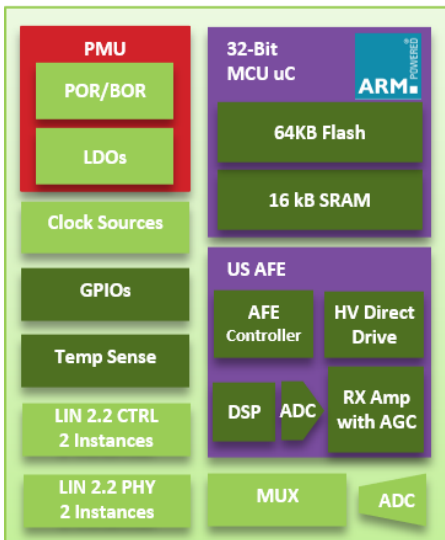 PMU
POR/BOR
LDOs
Clock Sources
GPIOs
Temp Sense
LIN 2.2 CTRL
2 Instances
LIN 2.2 PHY
2 Instances
32-Bit
MCU uC
ARM®
POWERED
64KB Flash
16 kB SRAM
US AFE
AFE
Controller
HV Direct
Drive
DSP
ADC
RX Amp
with AGC
MUX
ADC